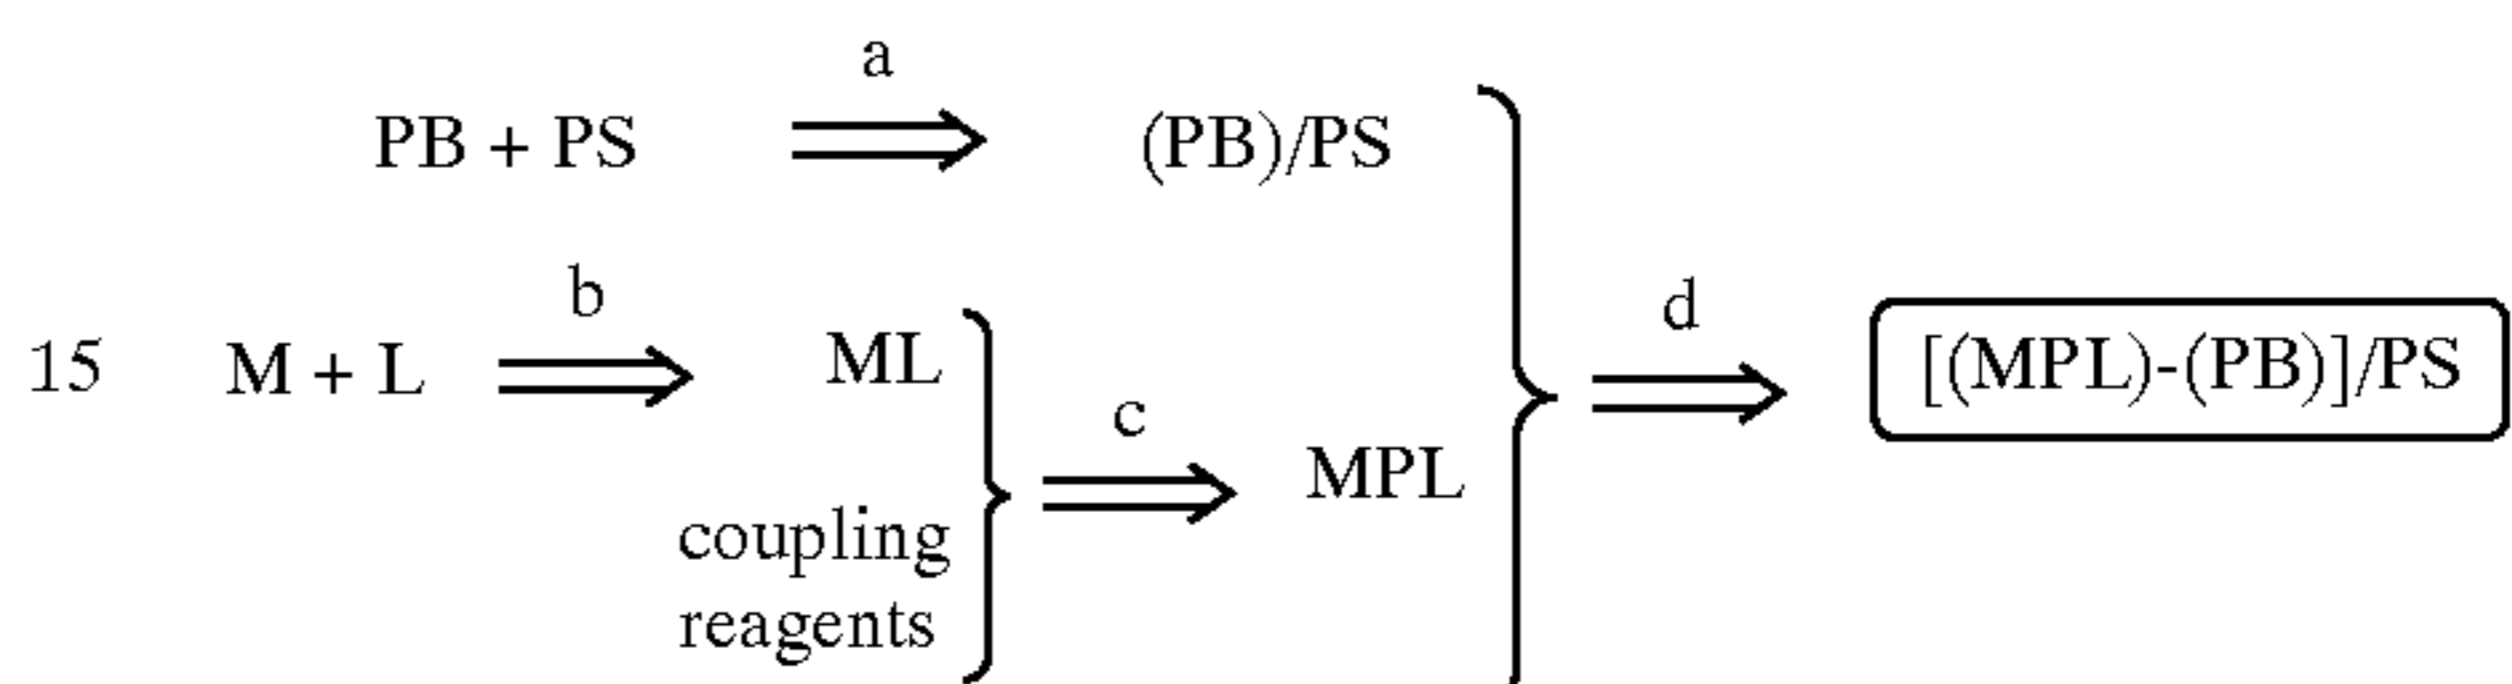 a
PB + PS (PB)/PS
b
d
15 M + L ML [(MPL)-(PB)]/PS
c
MPL
coupling
reagents